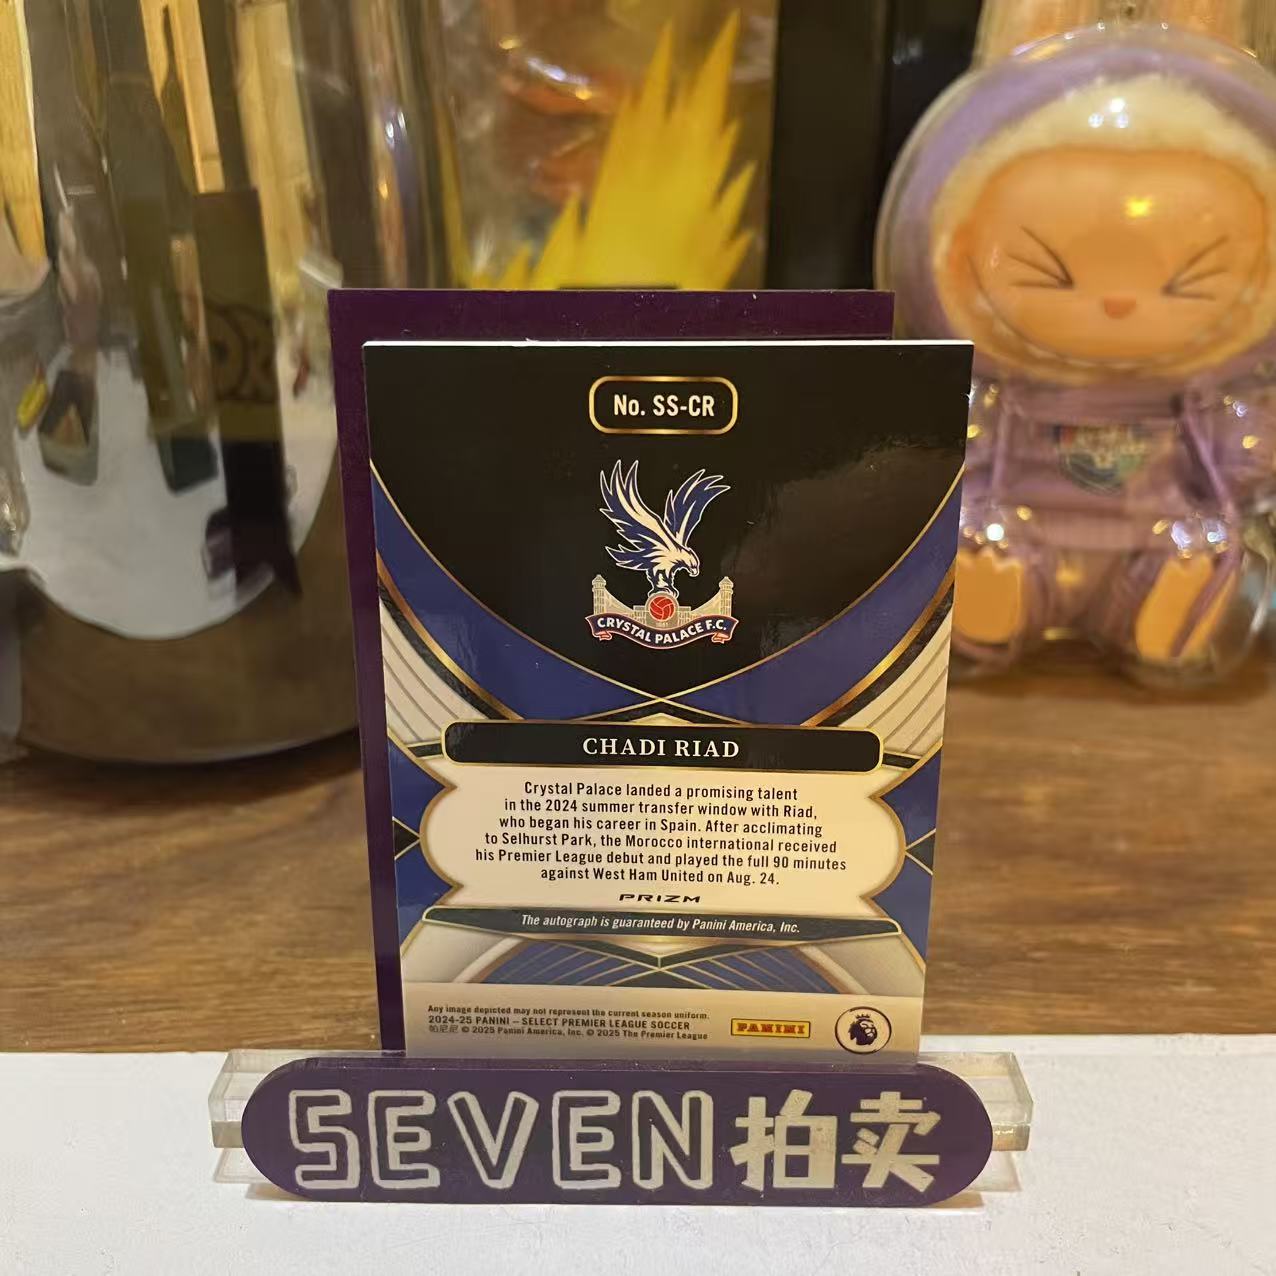 No. SS-CR
1861
CRYSTAL PALACE F.C.
CHADI RIAD
Crystal Palace landed a promising talent
in the 2024 summer transfer window with Riad,
who began his career in Spain. After acclimating
to Selhurst Park, the Morocco international received
his Premier League debut and played the full 90 minutes
against West Ham United on Aug. 24.
PRIZM
The autograph is guaranteed by Panini America, Inc.
Any image depicted may not represent the current season uniform.
2024-25 PANINI – SELECT PREMIER LEAGUE SOCCER
帕尼尼 © 2025 Panini America, Inc. © 2025 The Premier League
PANINI
SEVEN拍卖